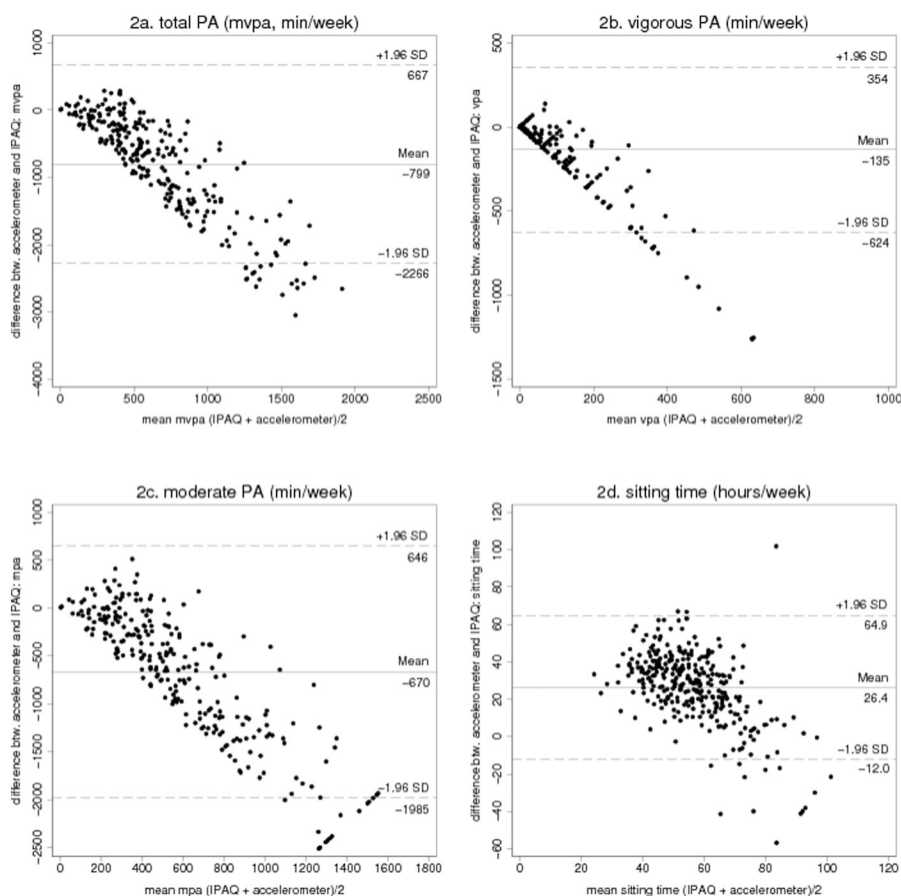 2a. total PA (mvpa, min/week)
difference btw. accelerometer and IPAQ: mvpa
1000
0
−1000
−2000
−3000
−4000
+1.96 SD
667
Mean
−799
−1.96 SD
−2266
0 500 1000 1500 2000 2500
mean mvpa (IPAQ + accelerometer)/2
2b. vigorous PA (min/week)
difference btw. accelerometer and IPAQ: vpa
500
0
−500
−1000
−1500
+1.96 SD
354
Mean
−135
−1.96 SD
−624
0 200 400 600 800 1000
mean vpa (IPAQ + accelerometer)/2
2c. moderate PA (min/week)
difference btw. accelerometer and IPAQ: mpa
1000
500
0
−500
−1000
−1500
−2000
−2500
+1.96 SD
646
Mean
−670
−1.96 SD
−1985
0 200 400 600 800 1000 1200 1400 1600 1800
mean mpa (IPAQ + accelerometer)/2
2d. sitting time (hours/week)
difference btw. accelerometer and IPAQ: sitting time
120
100
80
60
40
20
0
−20
−40
−60
+1.96 SD
64.9
Mean
26.4
−1.96 SD
−12.0
0 20 40 60 80 100 120
mean sitting time (IPAQ + accelerometer)/2